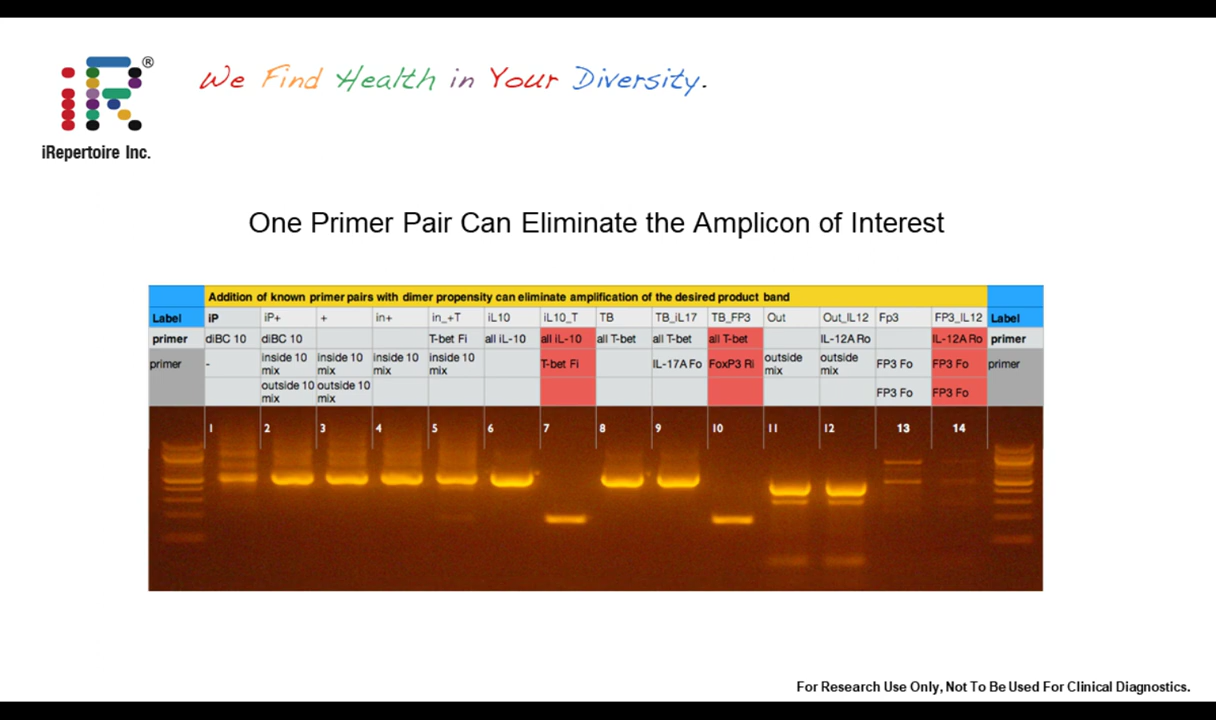 iR®
We Find Health in Your Diversity.
iRepertoire Inc.
One Primer Pair Can Eliminate the Amplicon of Interest
Addition of known primer pairs with dimer propensity can eliminate amplification of the desired product band
Label iP iP+ + in+ in_+T iL10 iL10_T TB TB_iL17 TB_FP3 Out Out_IL12 Fp3 FP3_IL12 Label
primer diBC 10 diBC 10 T-bet Fi all iL-10 all iL-10 all T-bet all T-bet all T-bet IL-12A Ro IL-12A Ro primer
primer - inside 10 mix inside 10 mix inside 10 mix inside 10 mix T-bet Fi IL-17A Fo FoxP3 Ri outside mix outside mix FP3 Fo FP3 Fo primer
outside 10 mix outside 10 mix FP3 Fo FP3 Fo
1 2 3 4 5 6 7 8 9 10 11 12 13 14
For Research Use Only, Not To Be Used For Clinical Diagnostics.